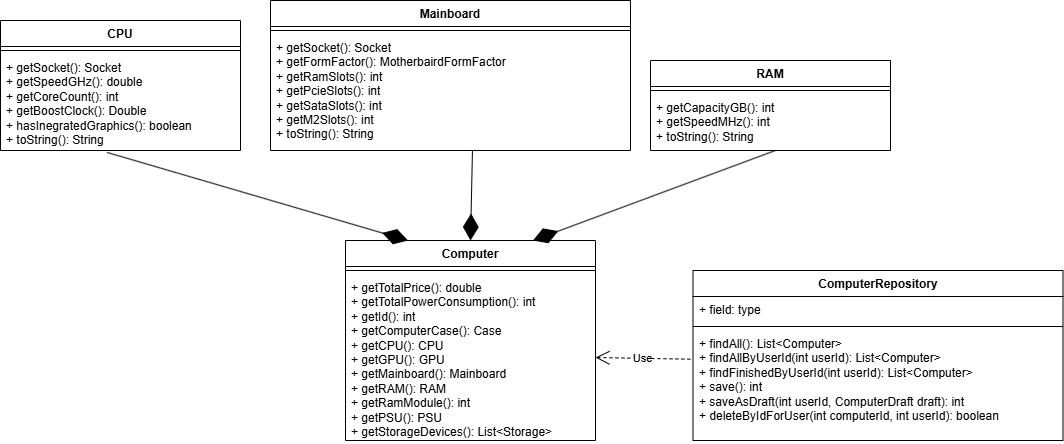 CPU
+ getSocket(): Socket
+ getSpeedGHz(): double
+ getCoreCount(): int
+ getBoostClock(): Double
+ hasInegratedGraphics(): boolean
+ toString(): String
Mainboard
+ getSocket(): Socket
+ getFormFactor(): MotherbairdFormFactor
+ getRamSlots(): int
+ getPcieSlots(): int
+ getSataSlots(): int
+ getM2Slots(): int
+ toString(): String
RAM
+ getCapacityGB(): int
+ getSpeedMHz(): int
+ toString(): String
Computer
+ getTotalPrice(): double
+ getTotalPowerConsumption(): int
+ getId(): int
+ getComputerCase(): Case
+ getCPU(): CPU
+ getGPU(): GPU
+ getMainboard(): Mainboard
+ getRAM(): RAM
+ getRamModule(): int
+ getPSU(): PSU
+ getStorageDevices(): List<Storage>
Use
ComputerRepository
+ field: type
+ findAll(): List<Computer>
+ findAllByUserId(int userId): List<Computer>
+ findFinishedByUserId(int userId): List<Computer>
+ save(): int
+ saveAsDraft(int userId, ComputerDraft draft): int
+ deleteByIdForUser(int computerId, int userId): boolean